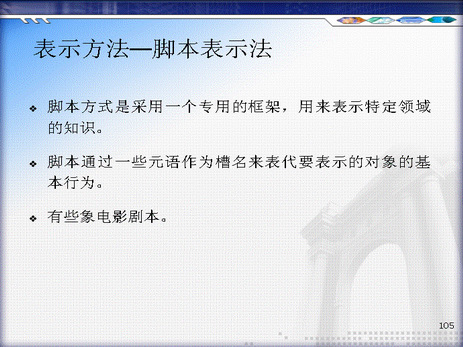 表示方法—脚本表示法
❖ 脚本方式是采用一个专用的框架，用来表示特定领域
的知识。
❖ 脚本通过一些元语作为槽名来表代要表示的对象的基
本行为。
❖ 有些象电影剧本。
105